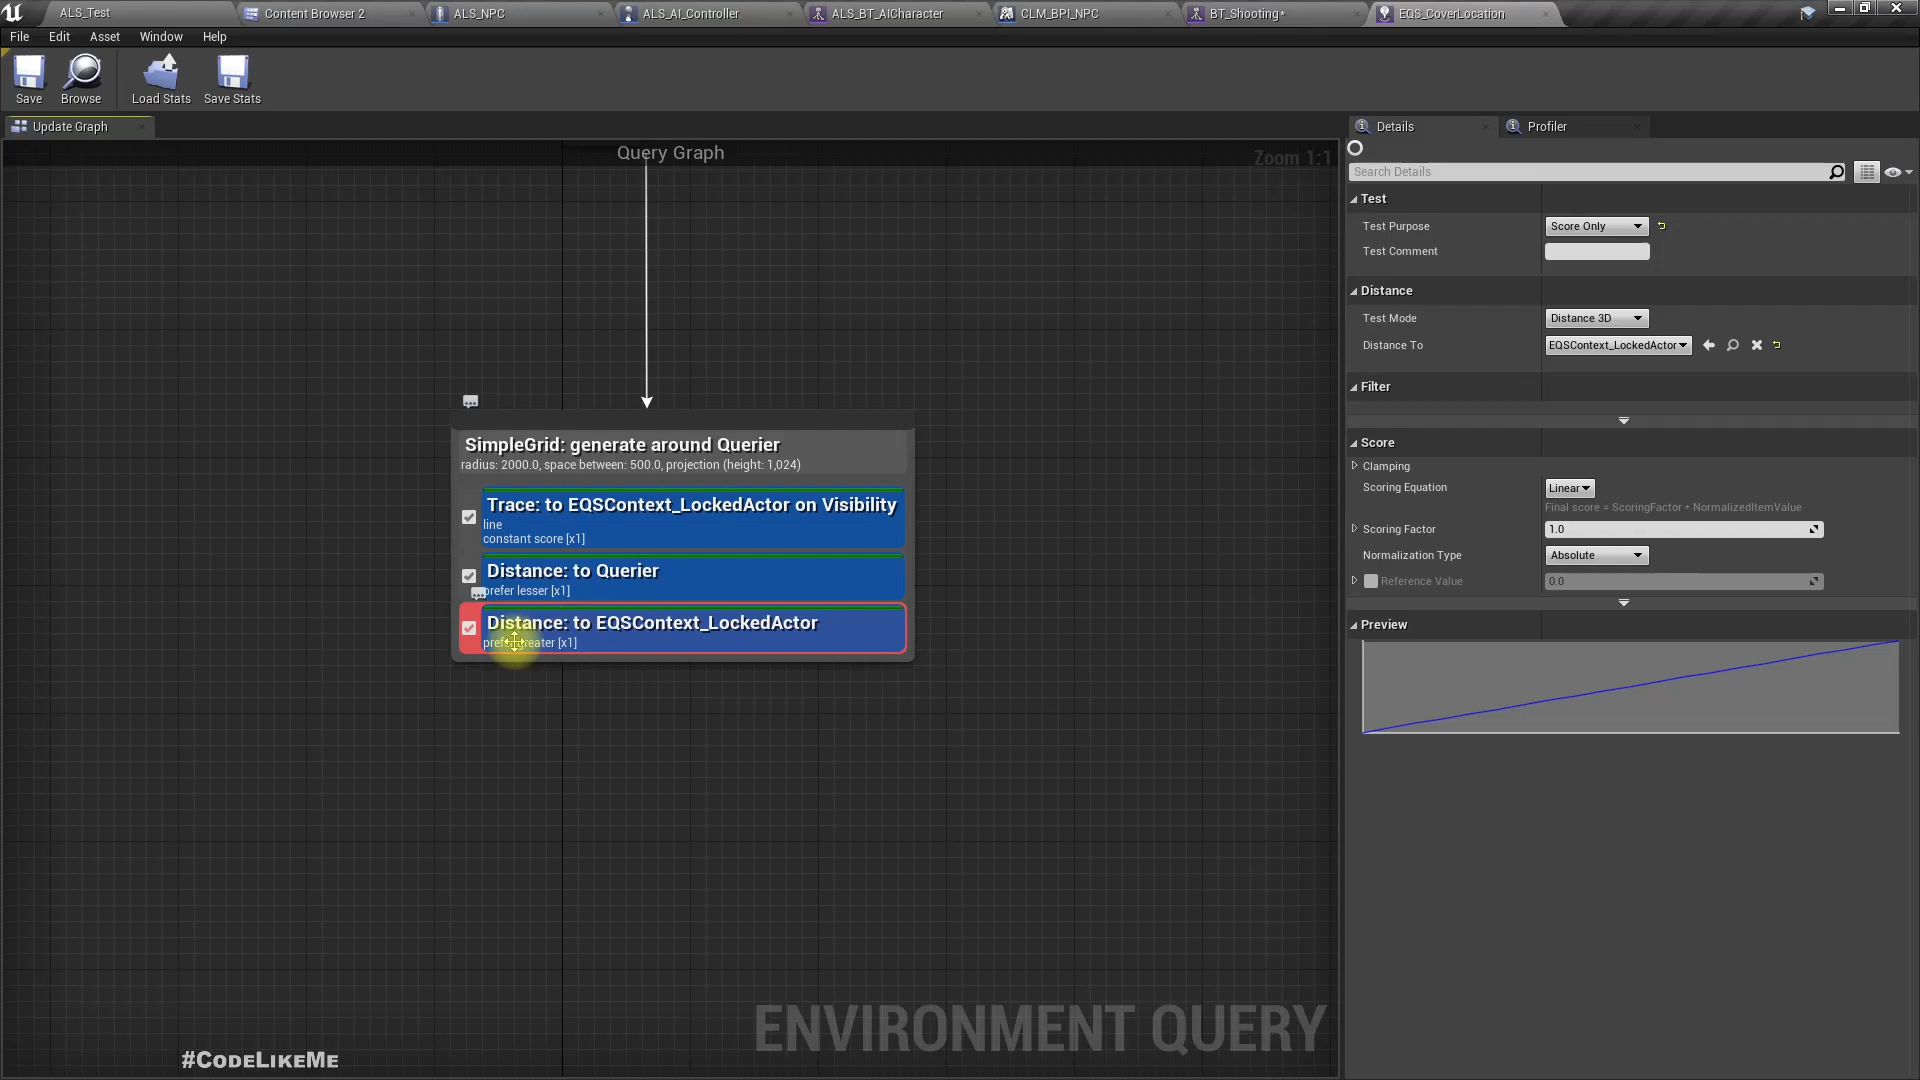 ALS_Test
Content Browser 2
ALS_NPC
ALS_AI_Controller
ALS_BT_AICharacter
CLM_BPI_NPC
BT_Shooting*
EQS_CoverLocation
File Edit Asset Window Help
Save
Browse
Load Stats
Save Stats
Update Graph
Query Graph
Zoom 1:1
SimpleGrid: generate around Querier
radius: 2000.0, space between: 500.0, projection (height: 1,024)
Trace: to EQSContext_LockedActor on Visibility
line
constant score [x1]
Distance: to Querier
prefer lesser [x1]
Distance: to EQSContext_LockedActor
prefer greater [x1]
ENVIRONMENT QUERY
#CodeLikeMe
Details
Profiler
Search Details
Test
Test Purpose
Score Only
Test Comment
Distance
Test Mode
Distance 3D
Distance To
EQSContext_LockedActor
Filter
Score
Clamping
Scoring Equation
Linear
Final score = ScoringFactor * NormalizedItemValue
Scoring Factor
1.0
Normalization Type
Absolute
Reference Value
0.0
Preview